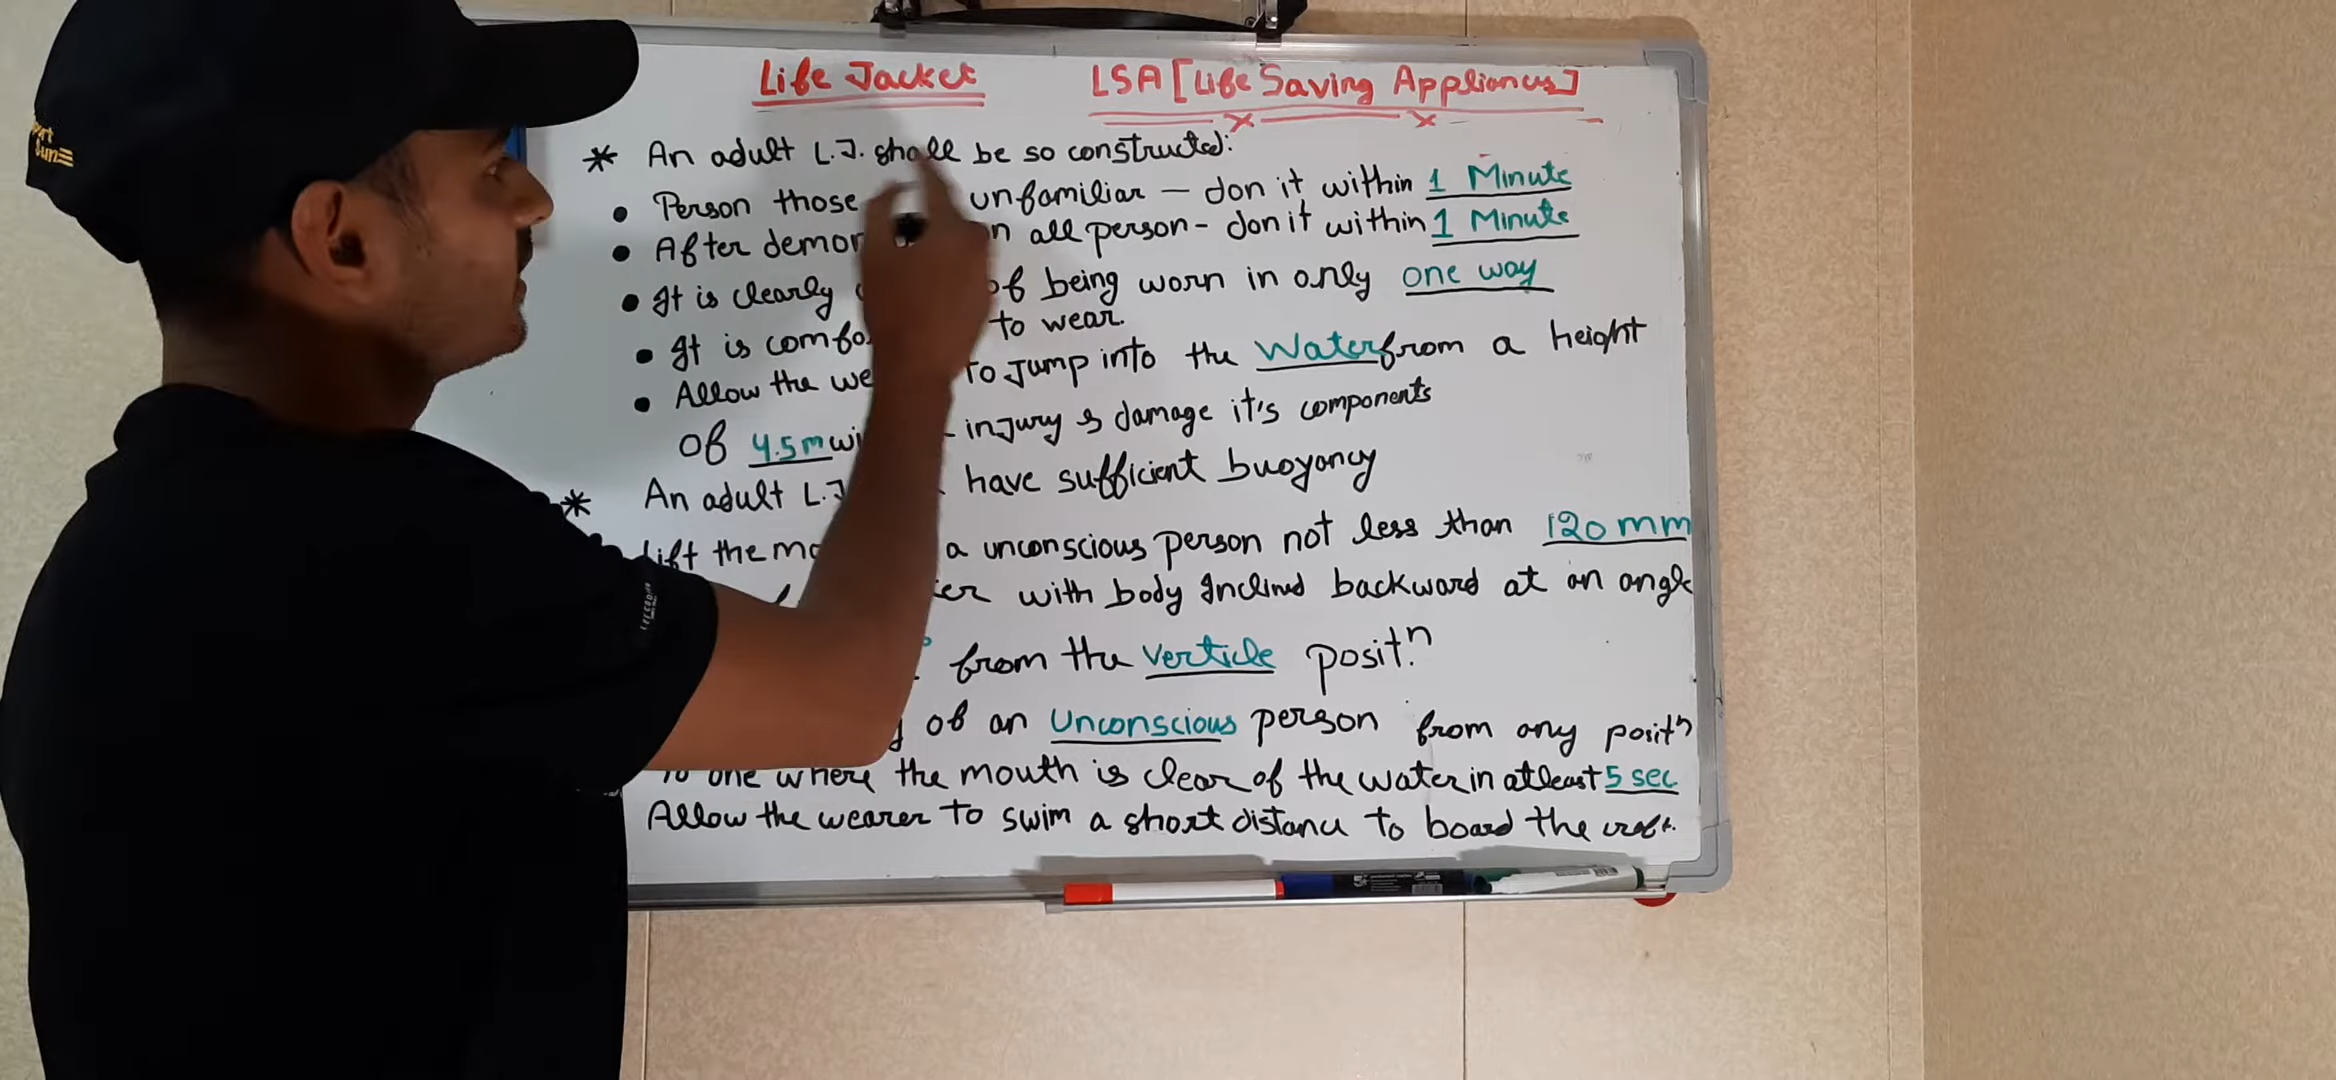 Life Jacket LSA [Life Saving Appliances]
* An adult L.J. shall be so constructed:
• Person those unfamiliar — don it within 1 Minute
• After all person - don it within 1 Minute
• It is clearly of being worn in only one way
• It is to wear.
• Allow the to Jump into the Water from a height
of 4.5m injury & damage it's components
* An adult L.J. have sufficient buoyancy
Lift the a unconscious person not less than 120 mm
with body Inclined backward at an angle
from the verticle posit.n
of an Unconscious person from any positn
To one where the mouth is clear of the water in atleast 5 sec
Allow the wearer to swim a short distance to board the craft.